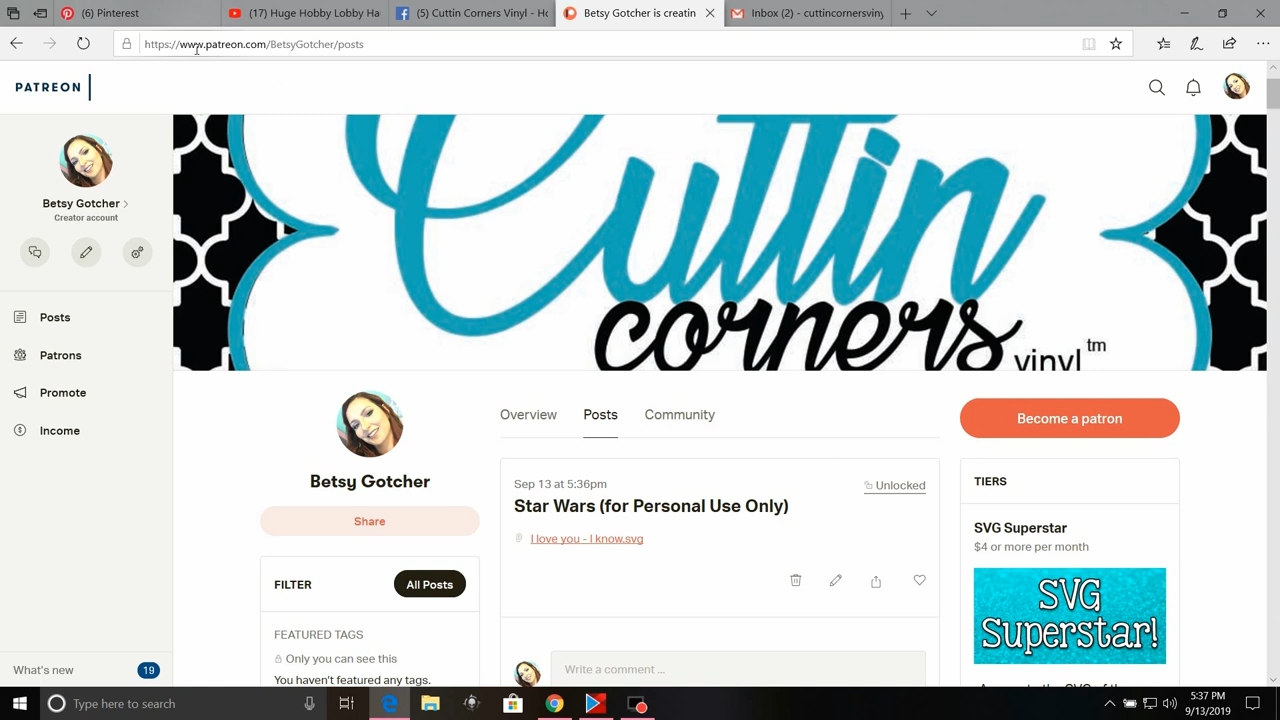 (6) Pinterest
(17) Huge Hobby Lobby Ha
(5) Cuttin Corners Vinyl - Ho
Betsy Gotcher is creatin
Inbox (2) - cuttincornersviny
https://www.patreon.com/BetsyGotcher/posts
PATREON
Betsy Gotcher
Creator account
Posts
Patrons
Promote
Income
What's new
19
Cuttin
corners
vinyl tm
Betsy Gotcher
Share
FILTER
All Posts
FEATURED TAGS
Only you can see this
You haven't featured any tags.
Overview
Posts
Community
Sep 13 at 5:36pm
Unlocked
Star Wars (for Personal Use Only)
I love you - I know.svg
Write a comment ...
Become a patron
TIERS
SVG Superstar
$4 or more per month
SVG
Superstar!
Type here to search
5:37 PM
9/13/2019